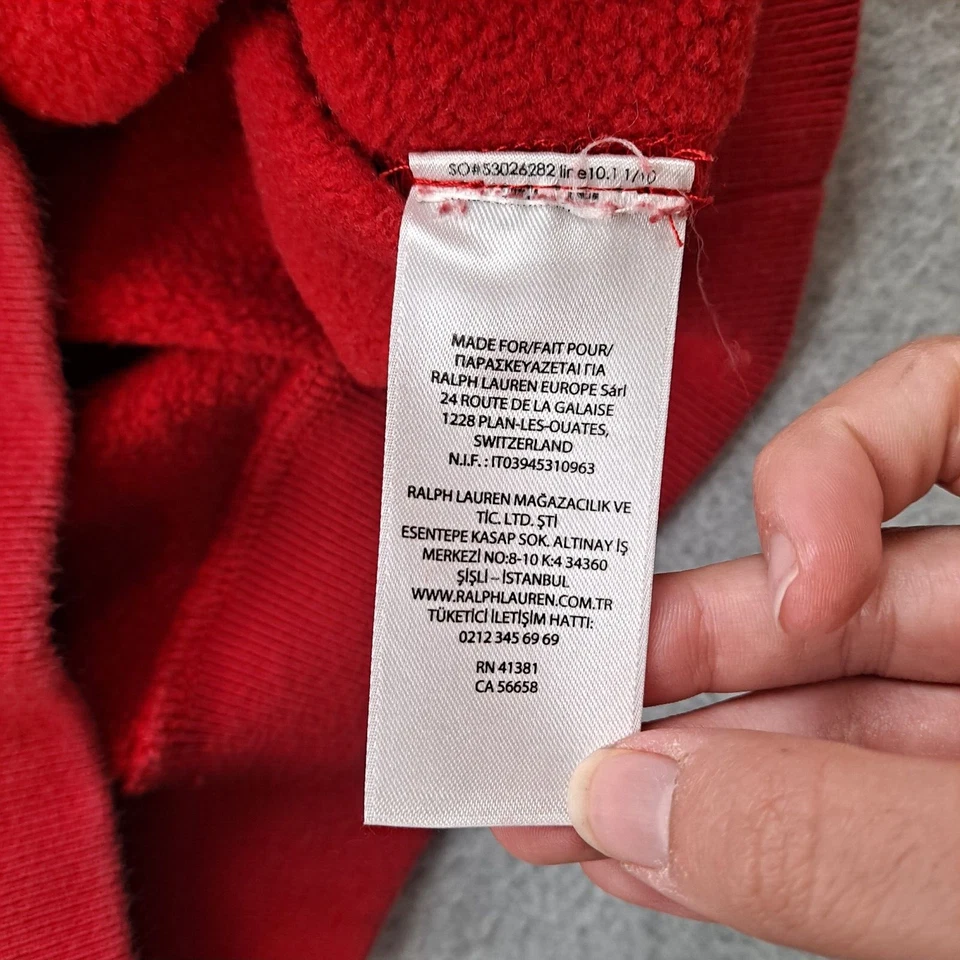 SO#53026282 line10.1 1/10
MADE FOR/FAIT POUR/
ΠΑΡΑΣΚΕΥΑΖΕΤΑΙ ΓΙΑ
RALPH LAUREN EUROPE Sárl
24 ROUTE DE LA GALAISE
1228 PLAN-LES-OUATES,
SWITZERLAND
N.I.F. : IT03945310963
RALPH LAUREN MAĞAZACILIK VE
TİC. LTD. ŞTİ
ESENTEPE KASAP SOK. ALTINAY İŞ
MERKEZİ NO:8-10 K:4 34360
ŞİŞLİ – İSTANBUL
WWW.RALPHLAUREN.COM.TR
TÜKETİCİ İLETİŞİM HATTI:
0212 345 69 69
RN 41381
CA 56658